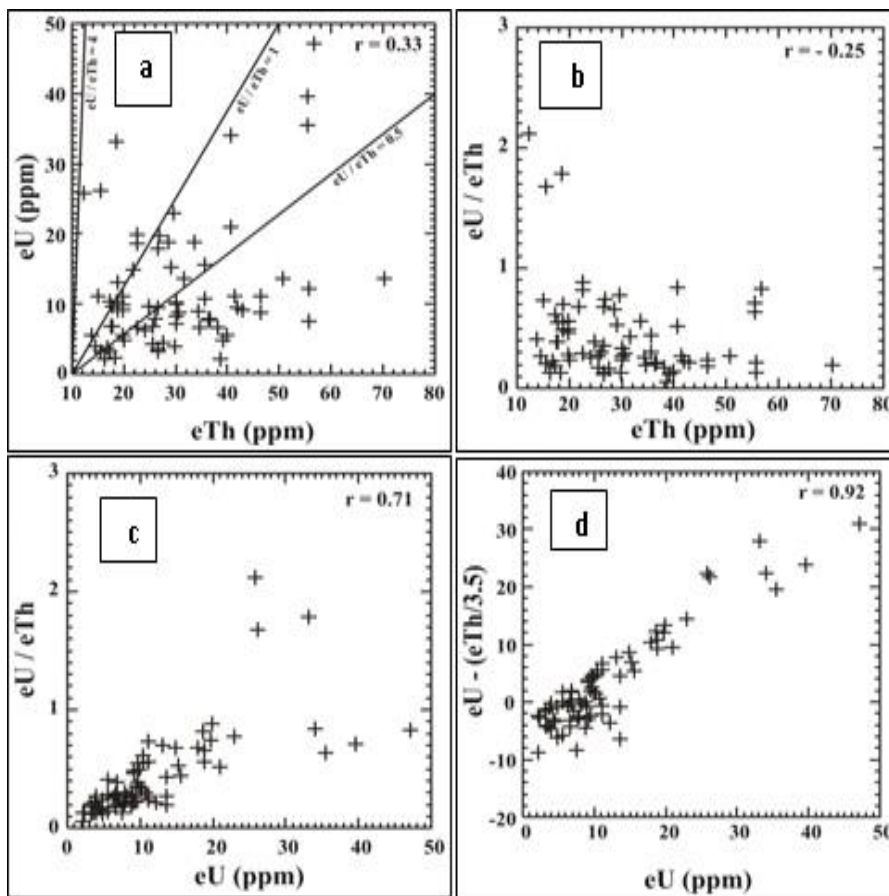 a
r = 0.33
eU / eTh = 4
eU / eTh = 1
eU / eTh = 0.5
eU (ppm)
50
40
30
20
10
0
10 20 30 40 50 60 70 80
eTh (ppm)
b
r = - 0.25
eU / eTh
3
2
1
0
10 20 30 40 50 60 70 80
eTh (ppm)
c
r = 0.71
eU / eTh
3
2
1
0
0 10 20 30 40 50
eU (ppm)
d
r = 0.92
eU - (eTh/3.5)
40
30
20
10
0
-10
-20
0 10 20 30 40 50
eU (ppm)